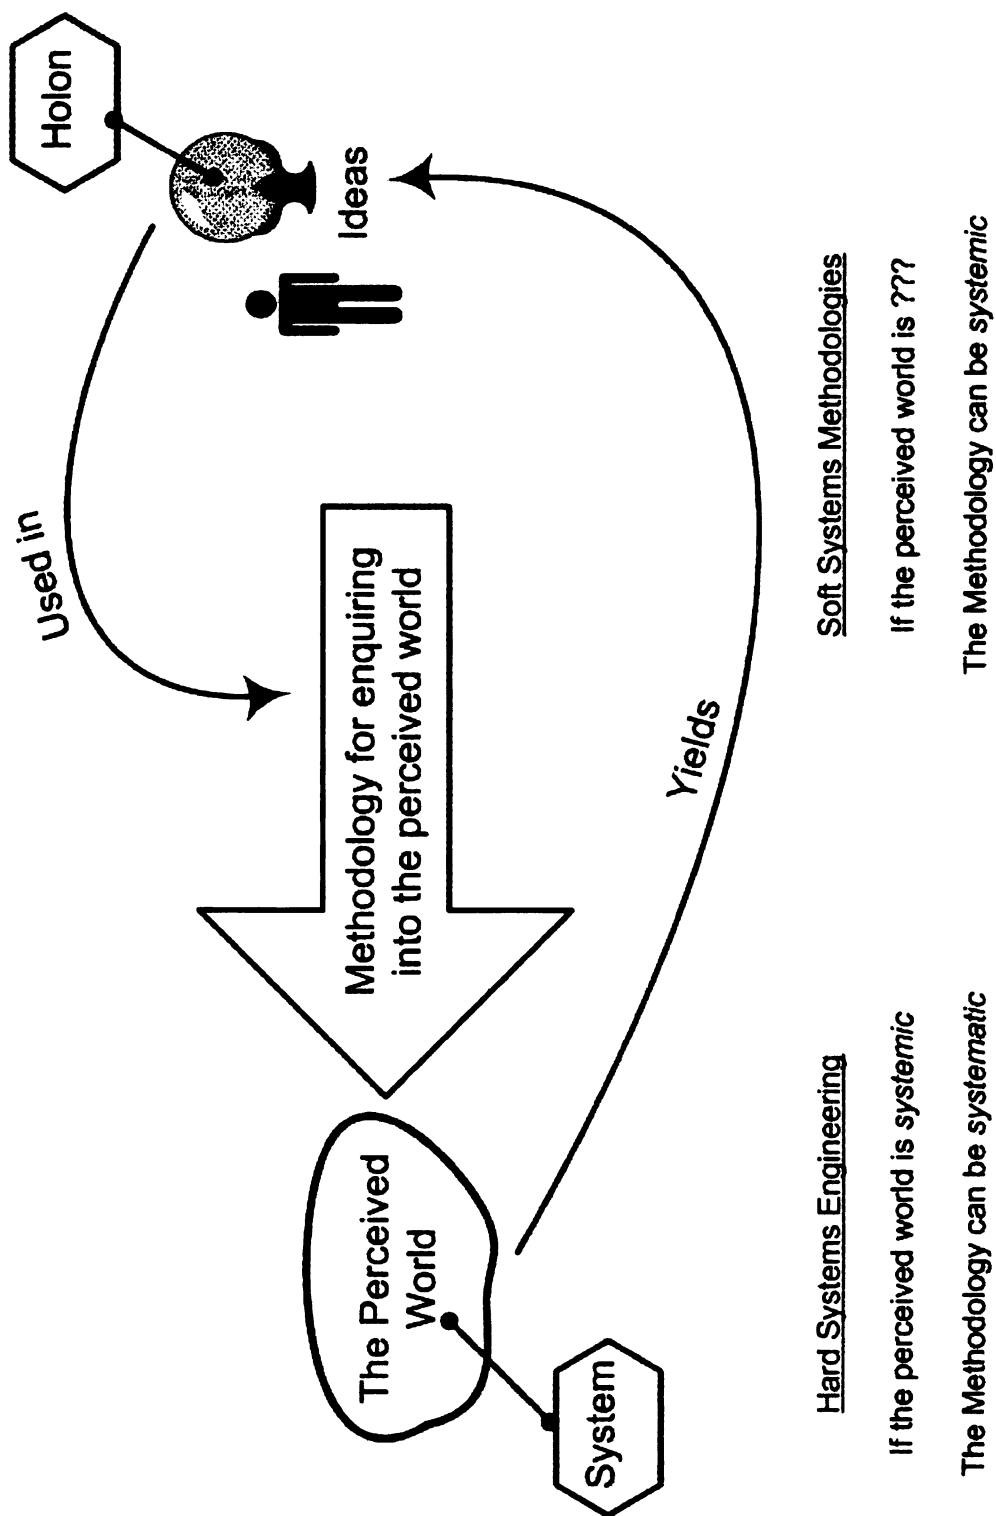 Holon
Used in
Ideas
Methodology for enquiring
into the perceived world
The Perceived
World
System
Yields
Hard Systems Engineering
If the perceived world is systemic
The Methodology can be systematic
Soft Systems Methodologies
If the perceived world is ???
The Methodology can be systemic